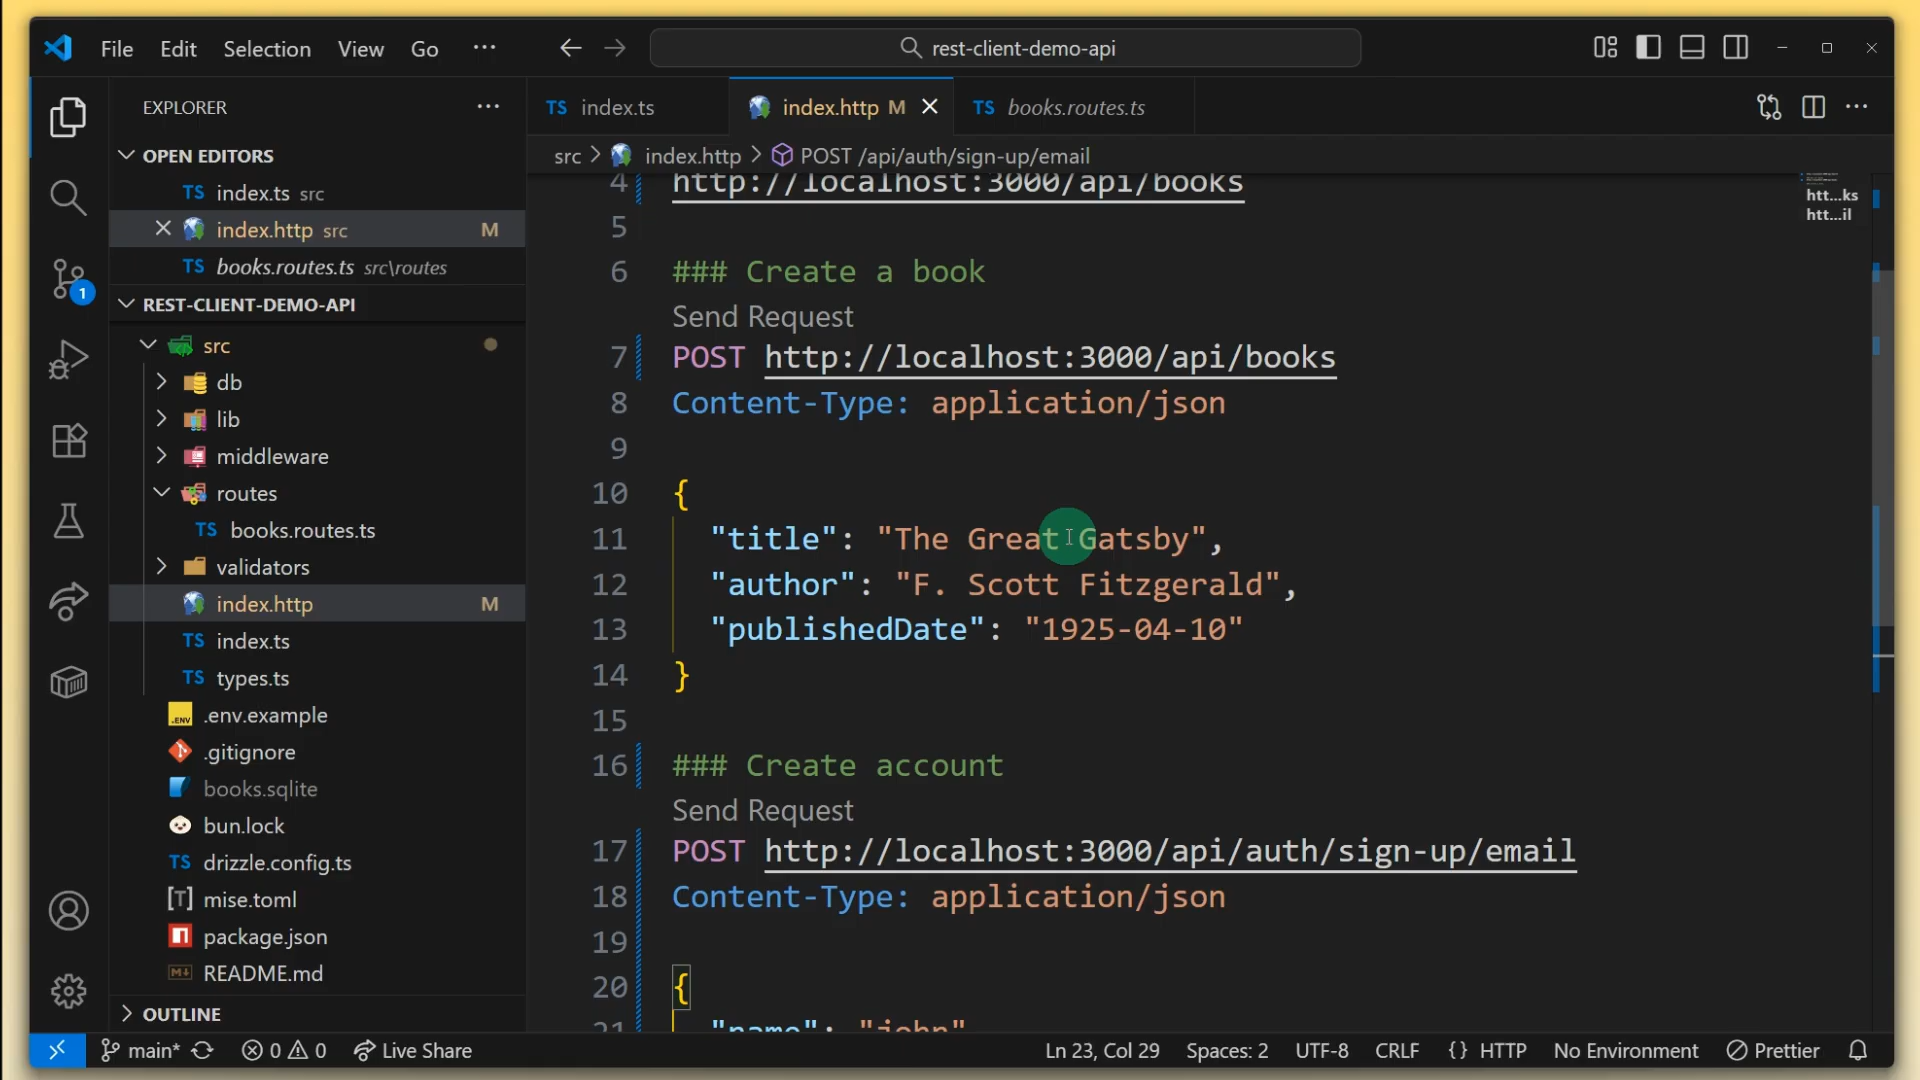 File Edit Selection View Go ··· rest-client-demo-api
EXPLORER
OPEN EDITORS
TS index.ts src
index.http src M
TS books.routes.ts src\routes
REST-CLIENT-DEMO-API
src
db
lib
middleware
routes
TS books.routes.ts
validators
index.http M
TS index.ts
TS types.ts
.ENV .env.example
.gitignore
books.sqlite
bun.lock
TS drizzle.config.ts
[T] mise.toml
package.json
M↓ README.md
OUTLINE
1
TS index.ts
index.http M
TS books.routes.ts
src > index.http > POST /api/auth/sign-up/email
4 http://localhost:3000/api/books
5
6 ### Create a book
Send Request
7 POST http://localhost:3000/api/books
8 Content-Type: application/json
9
10 {
11 "title": "The Great Gatsby",
12 "author": "F. Scott Fitzgerald",
13 "publishedDate": "1925-04-10"
14 }
15
16 ### Create account
Send Request
17 POST http://localhost:3000/api/auth/sign-up/email
18 Content-Type: application/json
19
20 {
21 "name": "john"
htt...ks
htt...il
main* 0 0 Live Share Ln 23, Col 29 Spaces: 2 UTF-8 CRLF {} HTTP No Environment Prettier